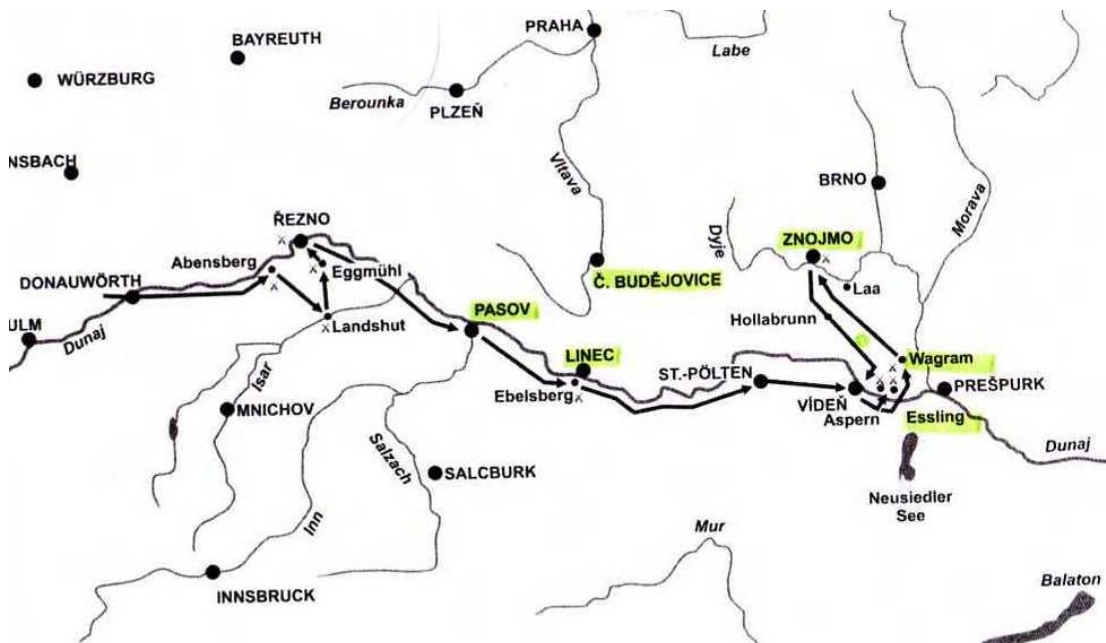 PRAHA
BAYREUTH
Labe
WÜRZBURG
Berounka
PLZEŇ
NSBACH
Vltava
BRNO
Morava
ŘEZNO
Dyje
ZNOJMO
Abensberg
Eggmühl
Č. BUDĚJOVICE
DONAUWÖRTH
Laa
PASOV
ULM
Dunaj
Landshut
Hollabrunn
LINEC
Wagram
Isar
ST.-PÖLTEN
PREŠPURK
Ebelsberg
VÍDEŇ
MNICHOV
Aspern
Essling
Salzach
Dunaj
SALCBURK
Neusiedler
See
Inn
Mur
Balaton
INNSBRUCK